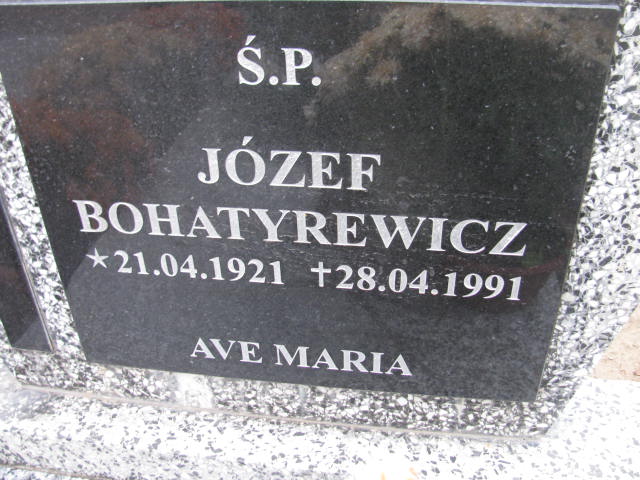 Ś.P.
JÓZEF
BOHATYREWICZ
★21.04.1921 †28.04.1991
AVE MARIA